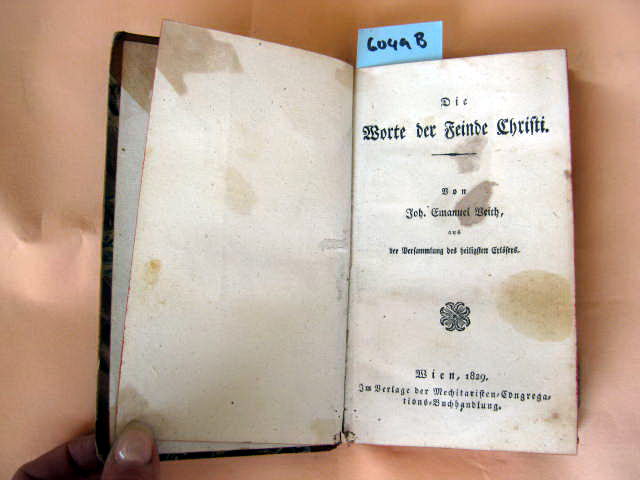 6049 B
Die
Worte der Feinde Christi.
Von
Joh. Emanuel Veith,
aus
der Versammlung des heiligsten Erlösers.
Wien, 1829.
Im Verlage der Mechitaristen-Congrega-
tions-Buchhandlung.